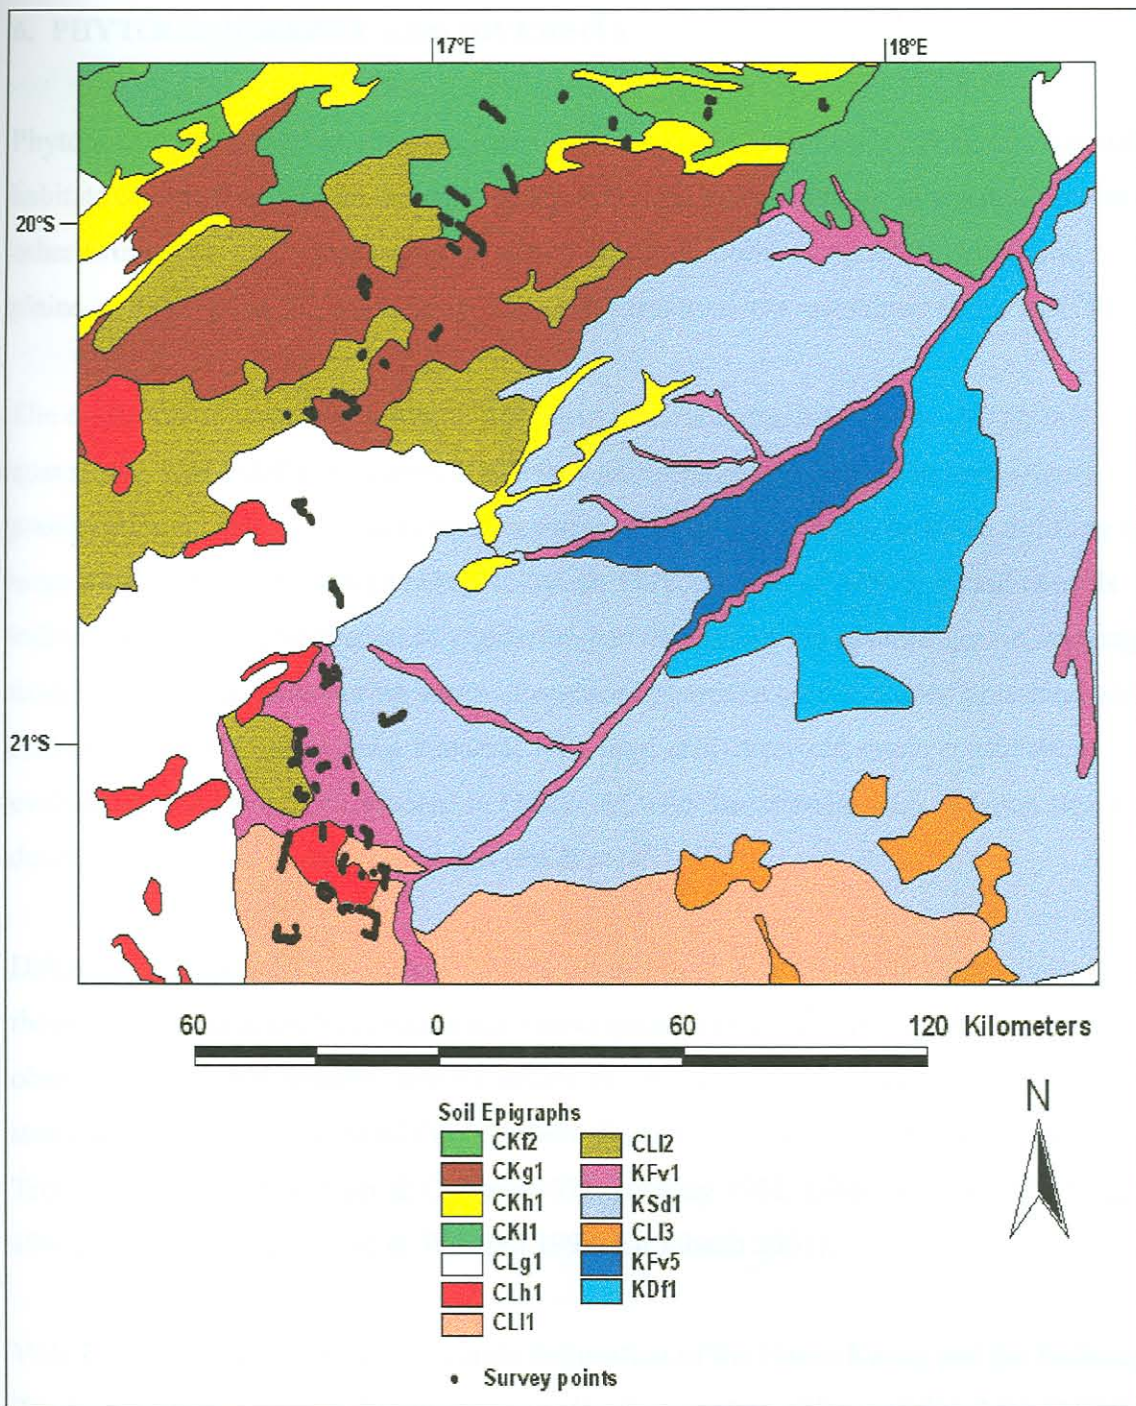 17°E
18°E
20°S
21°S
60 0 60 120 Kilometers
N
Soil Epigraphs
CKf2
CKg1
CKh1
CKl1
CLg1
CLh1
CLl1
CLl2
KFv1
KSd1
CLl3
KFv5
KDf1
Survey points